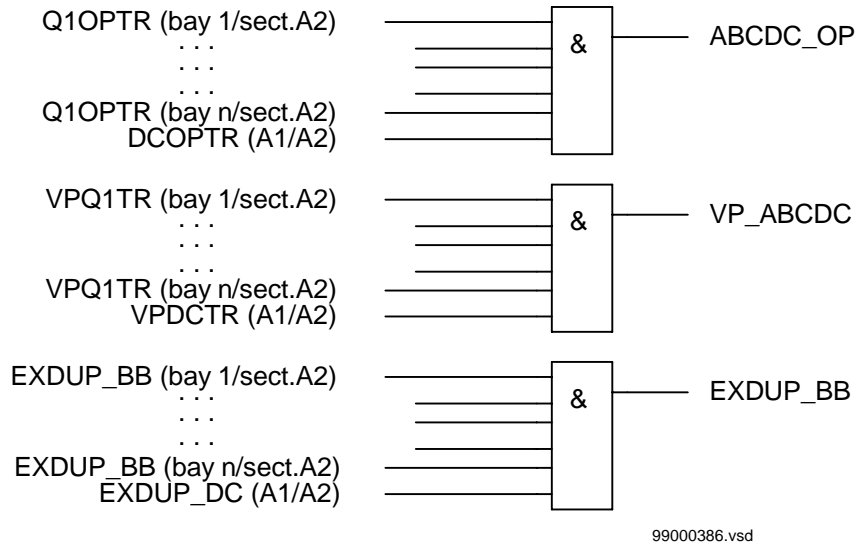 Q1OPTR (bay 1/sect.A2)
. . .
. . .
. . .
Q1OPTR (bay n/sect.A2)
DCOPTR (A1/A2)
&
ABCDC_OP
VPQ1TR (bay 1/sect.A2)
. . .
. . .
. . .
VPQ1TR (bay n/sect.A2)
VPDCTR (A1/A2)
&
VP_ABCDC
EXDUP_BB (bay 1/sect.A2)
. . .
. . .
. . .
EXDUP_BB (bay n/sect.A2)
EXDUP_DC (A1/A2)
&
EXDUP_BB
99000386.vsd